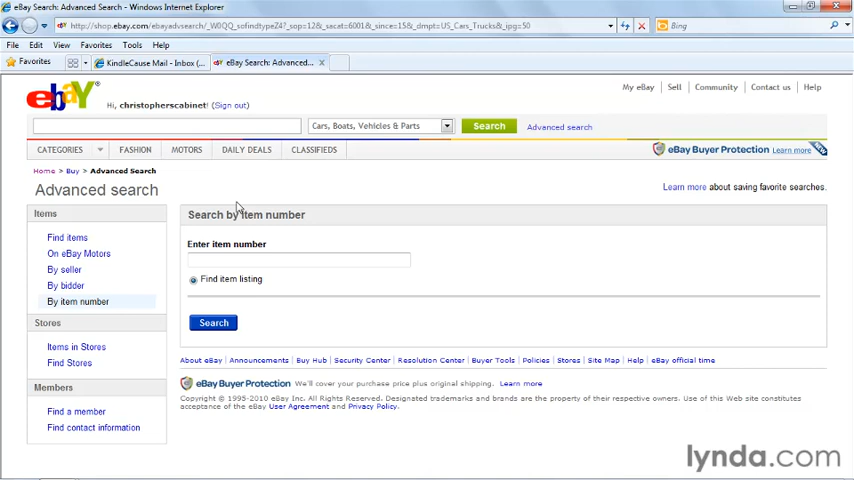 eBay Search: Advanced Search - Windows Internet Explorer
http://shop.ebay.com/ebayadvsearch/_W0QQ_sofindtypeZ4?_sop=12&_sacat=6001&_since=15&_dmpt=US_Cars_Trucks&_ipg=50
Bing
File Edit View Favorites Tools Help
Favorites
KindleCause Mail - Inbox (...
eBay Search: Advanced...
ebaY®
My eBay | Sell | Community | Contact us | Help
Hi, christopherscabinet! (Sign out)
Cars, Boats, Vehicles & Parts
Search
Advanced search
CATEGORIES FASHION MOTORS DAILY DEALS CLASSIFIEDS
eBay Buyer Protection Learn more
Home > Buy > Advanced Search
Advanced search
Learn more about saving favorite searches.
Items
Find items
On eBay Motors
By seller
By bidder
By item number
Stores
Items in Stores
Find Stores
Members
Find a member
Find contact information
Search by item number
Enter item number
Find item listing
Search
About eBay | Announcements | Buy Hub | Security Center | Resolution Center | Buyer Tools | Policies | Stores | Site Map | Help | eBay official time
eBay Buyer Protection We'll cover your purchase price plus original shipping. Learn more
Copyright © 1995-2010 eBay Inc. All Rights Reserved. Designated trademarks and brands are the property of their respective owners. Use of this Web site constitutes
acceptance of the eBay User Agreement and Privacy Policy.
lynda.com